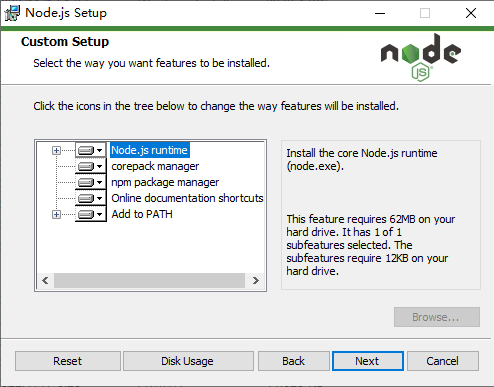 Node.js Setup
Custom Setup
Select the way you want features to be installed.
node
JS
Click the icons in the tree below to change the way features will be installed.
Node.js runtime
corepack manager
npm package manager
Online documentation shortcuts
Add to PATH
Install the core Node.js runtime
(node.exe).
This feature requires 62MB on your
hard drive. It has 1 of 1
subfeatures selected. The
subfeatures require 12KB on your
hard drive.
Browse...
Reset
Disk Usage
Back
Next
Cancel